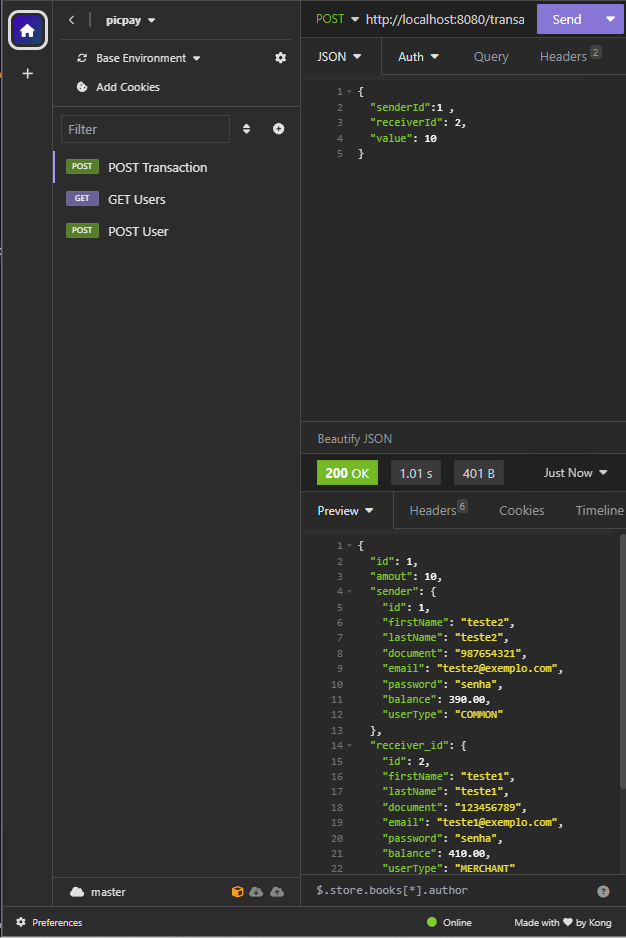 picpay
Base Environment
Add Cookies
Filter
POST POST Transaction
GET GET Users
POST POST User
master
Preferences
POST http://localhost:8080/transa Send
JSON Auth Query Headers 2
1 {
2 "senderId":1 ,
3 "receiverId": 2,
4 "value": 10
5 }
Beautify JSON
200 OK 1.01 s 401 B Just Now
Preview Headers 6 Cookies Timeline
1 {
2 "id": 1,
3 "amout": 10,
4 "sender": {
5 "id": 1,
6 "firstName": "teste2",
7 "lastName": "teste2",
8 "document": "987654321",
9 "email": "teste2@exemplo.com",
10 "password": "senha",
11 "balance": 390.00,
12 "userType": "COMMON"
13 },
14 "receiver_id": {
15 "id": 2,
16 "firstName": "teste1",
17 "lastName": "teste1",
18 "document": "123456789",
19 "email": "teste1@exemplo.com",
20 "password": "senha",
21 "balance": 410.00,
22 "userType": "MERCHANT"
$.store.books[*].author
Online Made with ❤ by Kong